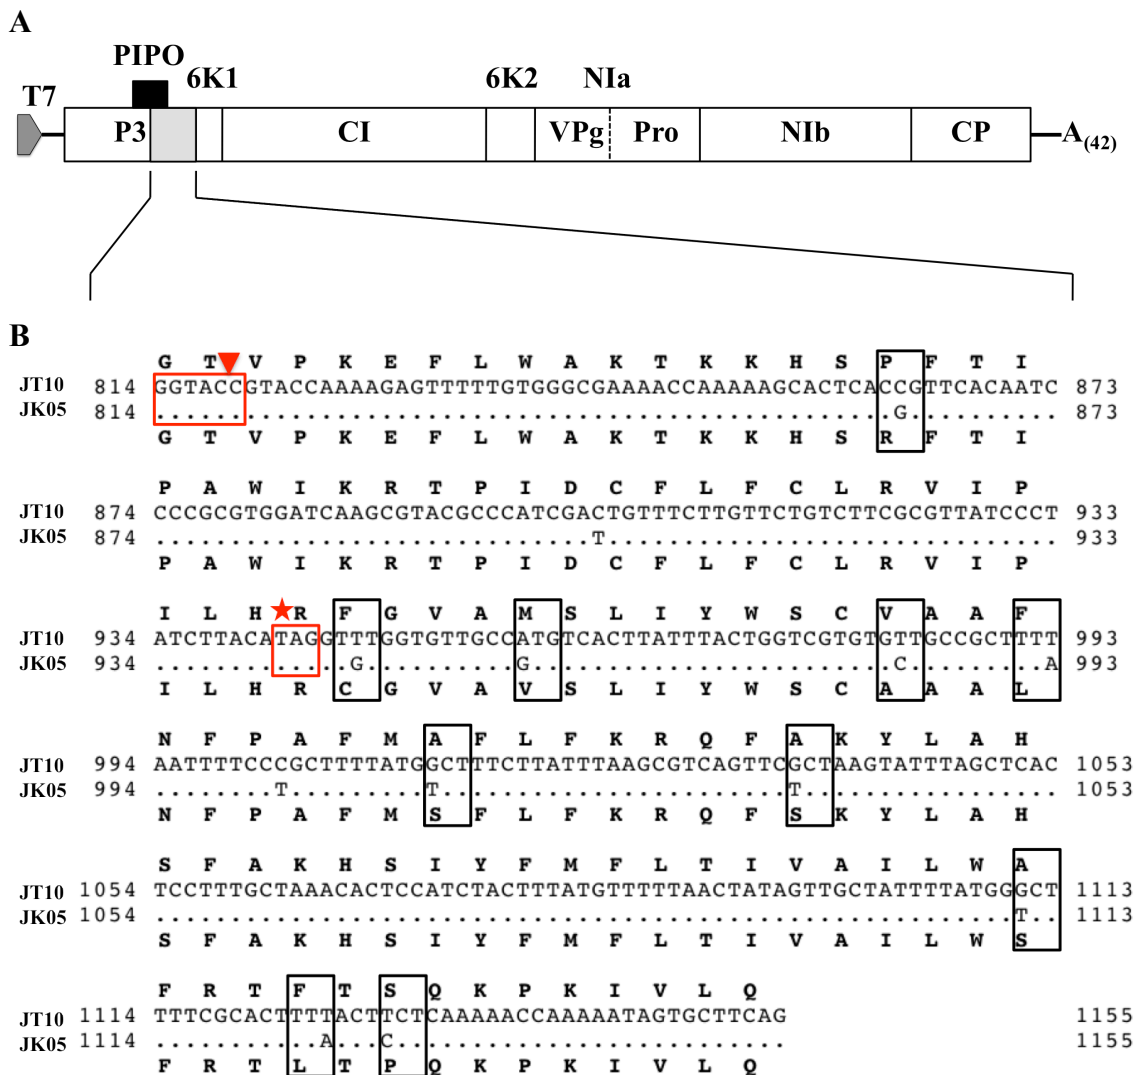 A
PIPO
6K1
6K2
NIa
T7
P3
CI
VPg
Pro
NIb
CP
A(42)
B
G T V P K E F L W A K T K K H S P F T I
JT10 814 GGTACCGTACCAAAAGAGTTTTTGTGGGCGAAAACCAAAAAGCACTCACCGTTCACAATC 873
JK05 814 .................................................G.......... 873
G T V P K E F L W A K T K K H S R F T I
P A W I K R T P I D C F L F C L R V I P
JT10 874 CCCGCGTGGATCAAGCGTACGCCCATCGACTGTTTCTTGTTCTGTCTTCGCGTTATCCCT 933
JK05 874 .............................T.............................. 933
P A W I K R T P I D C F L F C L R V I P
I L H R F G V A M S L I Y W S C V A A F
JT10 934 ATCTTACATAGGTTTGGTGTTGCCATGTCACTTATTTACTGGTCGTGTGTTGCCGCTTTT 993
JK05 934 .............G..........G........................C.........A 993
I L H R C G V A V S L I Y W S C A A A L
N F P A F M A F L F K R Q F A K Y L A H
JT10 994 AATTTTCCCGCTTTTATGGCTTTCTTATTTAAGCGTCAGTTCGCTAAGTATTTAGCTCAC 1053
JK05 994 ........T.........T.......................T................. 1053
N F P A F M S F L F K R Q F S K Y L A H
S F A K H S I Y F M F L T I V A I L W A
JT10 1054 TCCTTTGCTAAACACTCCATCTACTTTATGTTTTTAACTATAGTTGCTATTTTATGGGCT 1113
JK05 1054 .........................................................T.. 1113
S F A K H S I Y F M F L T I V A I L W S
F R T F T S Q K P K I V L Q
JT10 1114 TTTCGCACTTTTACTTCTCAAAAACCAAAAATAGTGCTTCAG 1155
JK05 1114 ...........A...C.......................... 1155
F R T L T P Q K P K I V L Q